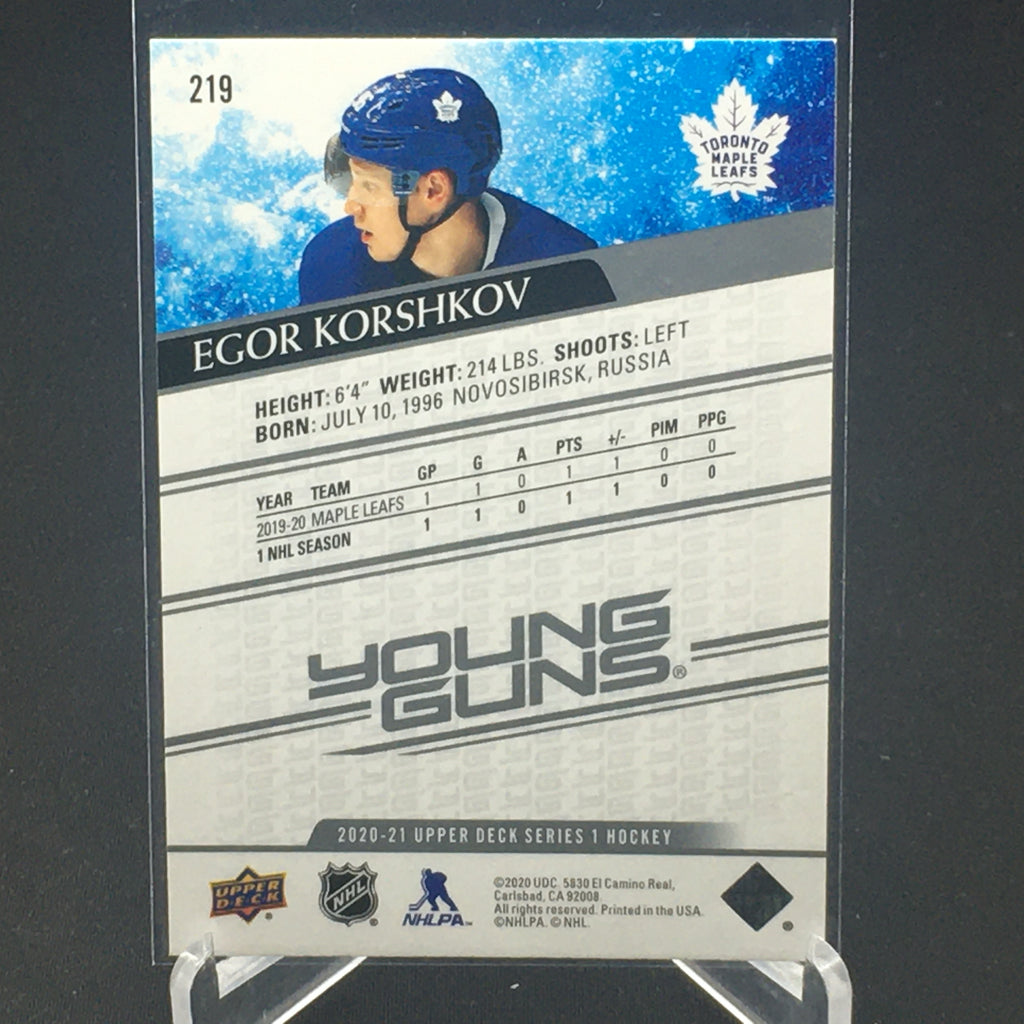 219
TORONTO
MAPLE
LEAFS
EGOR KORSHKOV
HEIGHT: 6'4" WEIGHT: 214 LBS. SHOOTS: LEFT
BORN: JULY 10, 1996 NOVOSIBIRSK, RUSSIA
YEAR TEAM GP G A PTS +/- PIM PPG
2019-20 MAPLE LEAFS 1 1 0 1 1 0 0
1 NHL SEASON 1 1 0 1 1 0 0
YOUNG
GUNS®
2020-21 UPPER DECK SERIES 1 HOCKEY
UPPER
DECK®
NHL®
NHLPA™
©2020 UDC. 5830 El Camino Real,
Carlsbad, CA 92008.
All rights reserved. Printed in the USA.
©NHLPA. © NHL.
®